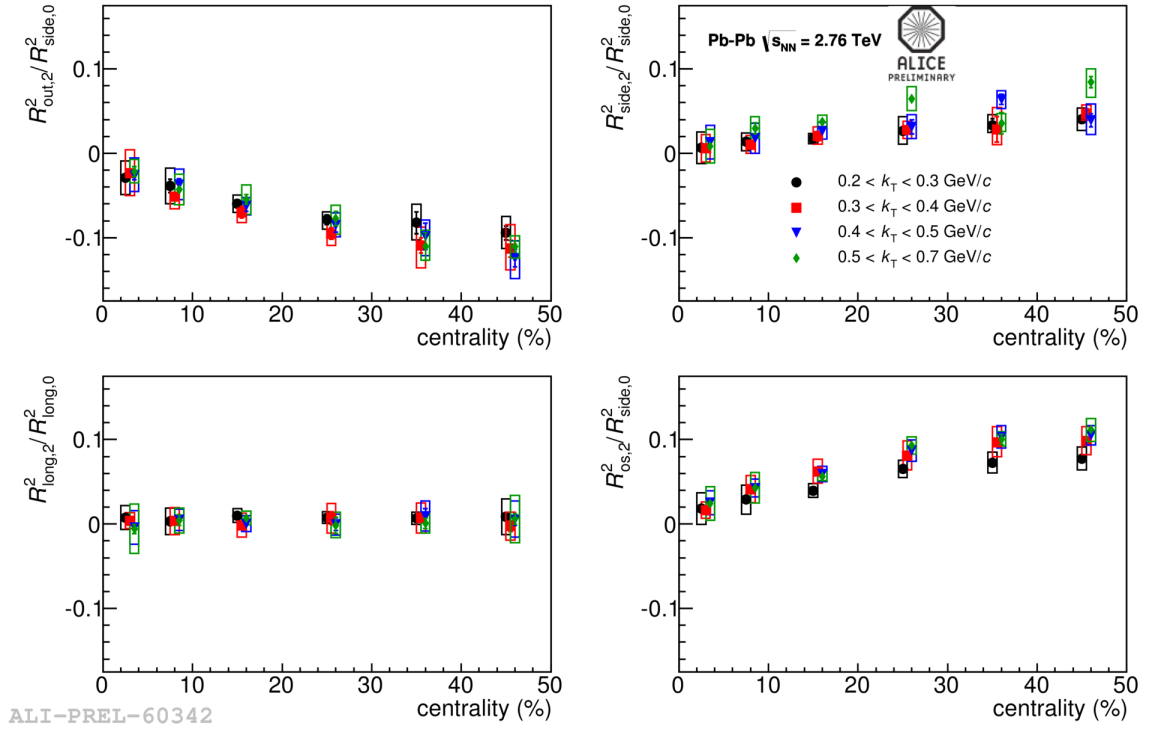 R²out,2/R²side,0
0.1
0
-0.1
0 10 20 30 40 50
centrality (%)
R²side,2/R²side,0
Pb-Pb √sNN = 2.76 TeV
ALICE
PRELIMINARY
0.1
0
-0.1
0.2 < kT < 0.3 GeV/c
0.3 < kT < 0.4 GeV/c
0.4 < kT < 0.5 GeV/c
0.5 < kT < 0.7 GeV/c
0 10 20 30 40 50
centrality (%)
R²long,2/R²long,0
0.1
0
-0.1
0 10 20 30 40 50
centrality (%)
R²os,2/R²side,0
0.1
0
-0.1
0 10 20 30 40 50
centrality (%)
ALI-PREL-60342